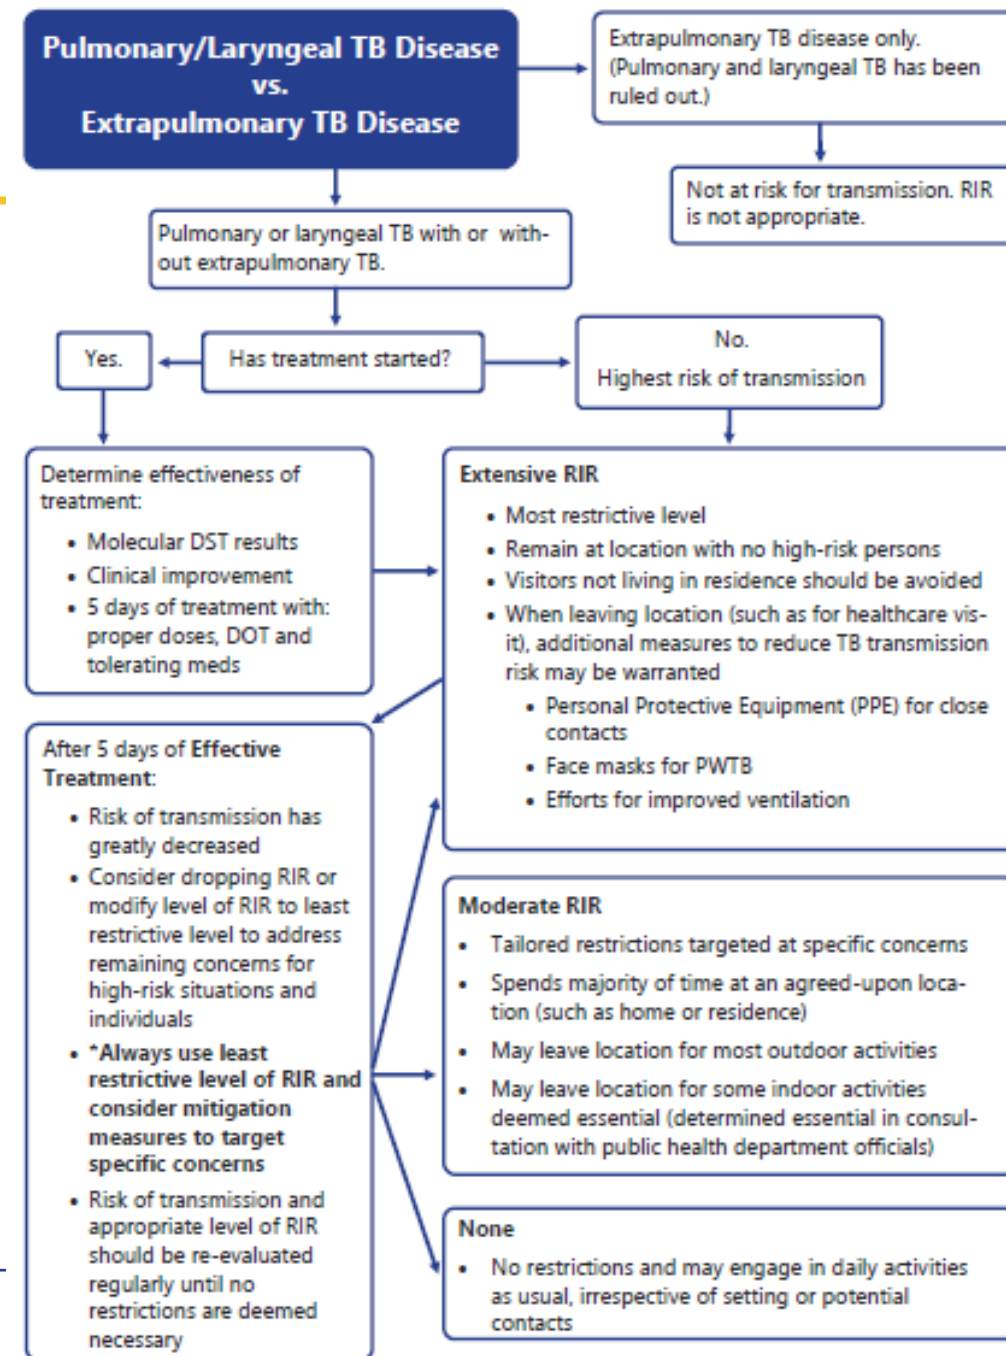 Pulmonary/Laryngeal TB Disease
vs.
Extrapulmonary TB Disease
Extrapulmonary TB disease only.
(Pulmonary and laryngeal TB has been
ruled out.)
Not at risk for transmission. RIR
is not appropriate.
Pulmonary or laryngeal TB with or with-
out extrapulmonary TB.
Has treatment started?
Yes.
No.
Highest risk of transmission
Determine effectiveness of
treatment:
• Molecular DST results
• Clinical improvement
• 5 days of treatment with:
proper doses, DOT and
tolerating meds
Extensive RIR
• Most restrictive level
• Remain at location with no high-risk persons
• Visitors not living in residence should be avoided
• When leaving location (such as for healthcare vis-
it), additional measures to reduce TB transmission
risk may be warranted
• Personal Protective Equipment (PPE) for close
contacts
• Face masks for PWTB
• Efforts for improved ventilation
After 5 days of Effective
Treatment:
• Risk of transmission has
greatly decreased
• Consider dropping RIR or
modify level of RIR to least
restrictive level to address
remaining concerns for
high-risk situations and
individuals
• *Always use least
restrictive level of RIR and
consider mitigation
measures to target
specific concerns
• Risk of transmission and
appropriate level of RIR
should be re-evaluated
regularly until no
restrictions are deemed
necessary
Moderate RIR
• Tailored restrictions targeted at specific concerns
• Spends majority of time at an agreed-upon loca-
tion (such as home or residence)
• May leave location for most outdoor activities
• May leave location for some indoor activities
deemed essential (determined essential in consul-
tation with public health department officials)
None
• No restrictions and may engage in daily activities
as usual, irrespective of setting or potential
contacts